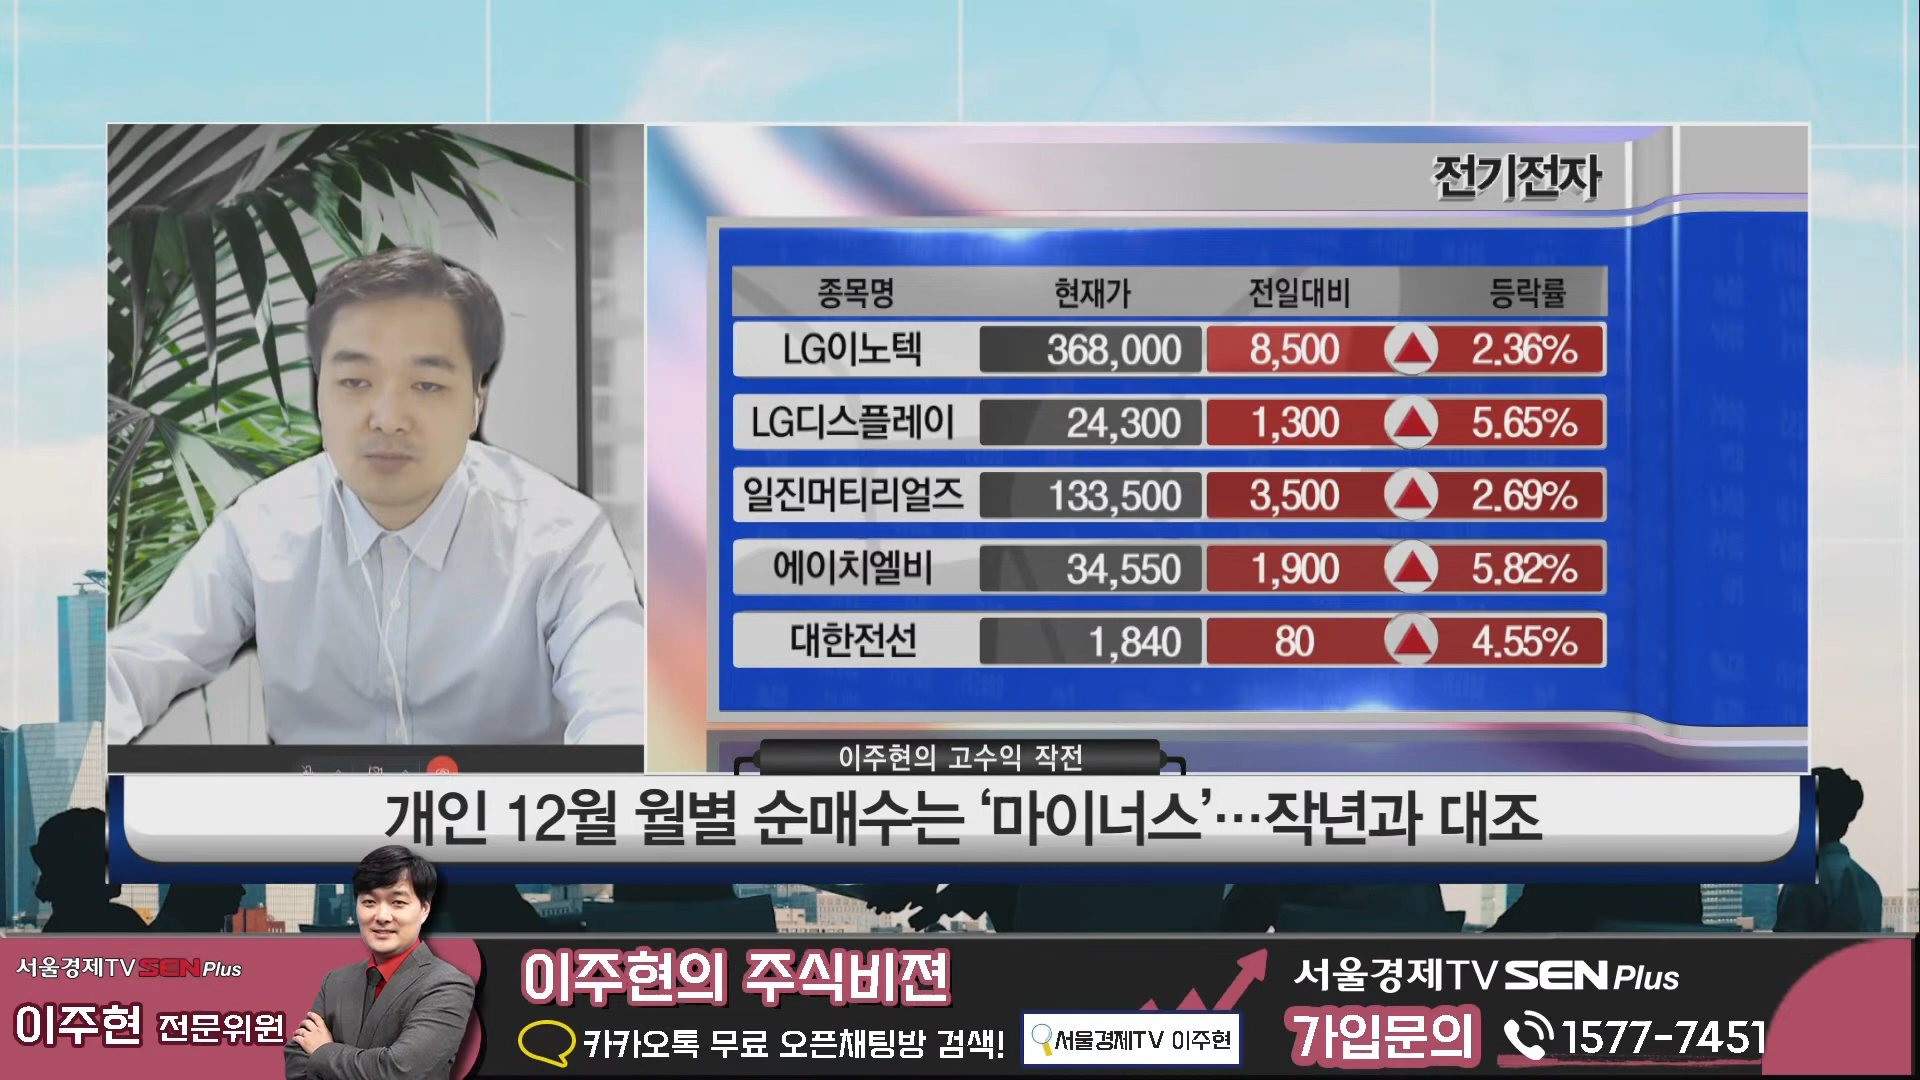 전기전자
종목명 현재가 전일대비 등락률
LG이노텍 368,000 8,500 2.36%
LG디스플레이 24,300 1,300 5.65%
일진머티리얼즈 133,500 3,500 2.69%
에이치엘비 34,550 1,900 5.82%
대한전선 1,840 80 4.55%
이주현의 고수익 작전
개인 12월 월별 순매수는 ‘마이너스’…작년과 대조
서울경제TV SEN Plus
이주현 전문위원
이주현의 주식비젼
카카오톡 무료 오픈채팅방 검색!
서울경제TV 이주현
서울경제TV SEN Plus
가입문의 1577-7451